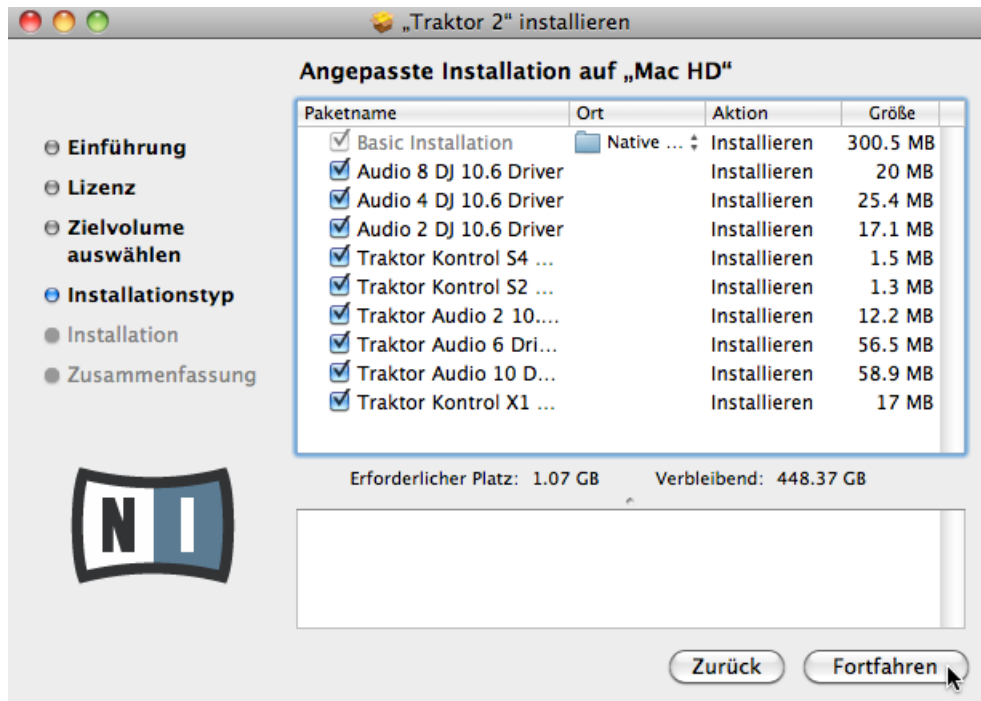 „Traktor 2“ installieren
Angepasste Installation auf „Mac HD“
Einführung
Lizenz
Zielvolume
auswählen
Installationstyp
Installation
Zusammenfassung
NI
Paketname Ort Aktion Größe
Basic Installation Native ... Installieren 300.5 MB
Audio 8 DJ 10.6 Driver Installieren 20 MB
Audio 4 DJ 10.6 Driver Installieren 25.4 MB
Audio 2 DJ 10.6 Driver Installieren 17.1 MB
Traktor Kontrol S4 ... Installieren 1.5 MB
Traktor Kontrol S2 ... Installieren 1.3 MB
Traktor Audio 2 10.... Installieren 12.2 MB
Traktor Audio 6 Dri... Installieren 56.5 MB
Traktor Audio 10 D... Installieren 58.9 MB
Traktor Kontrol X1 ... Installieren 17 MB
Erforderlicher Platz: 1.07 GB Verbleibend: 448.37 GB
Zurück Fortfahren